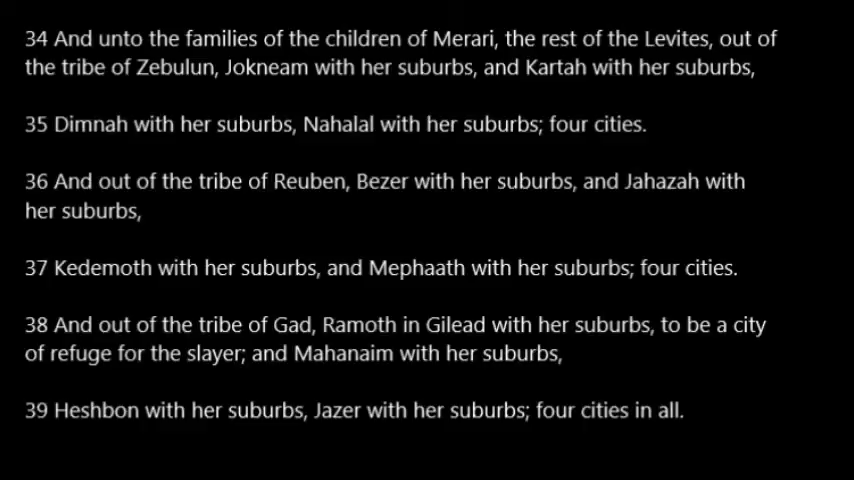 34 And unto the families of the children of Merari, the rest of the Levites, out of
the tribe of Zebulun, Jokneam with her suburbs, and Kartah with her suburbs,
35 Dimnah with her suburbs, Nahalal with her suburbs; four cities.
36 And out of the tribe of Reuben, Bezer with her suburbs, and Jahazah with
her suburbs,
37 Kedemoth with her suburbs, and Mephaath with her suburbs; four cities.
38 And out of the tribe of Gad, Ramoth in Gilead with her suburbs, to be a city
of refuge for the slayer; and Mahanaim with her suburbs,
39 Heshbon with her suburbs, Jazer with her suburbs; four cities in all.